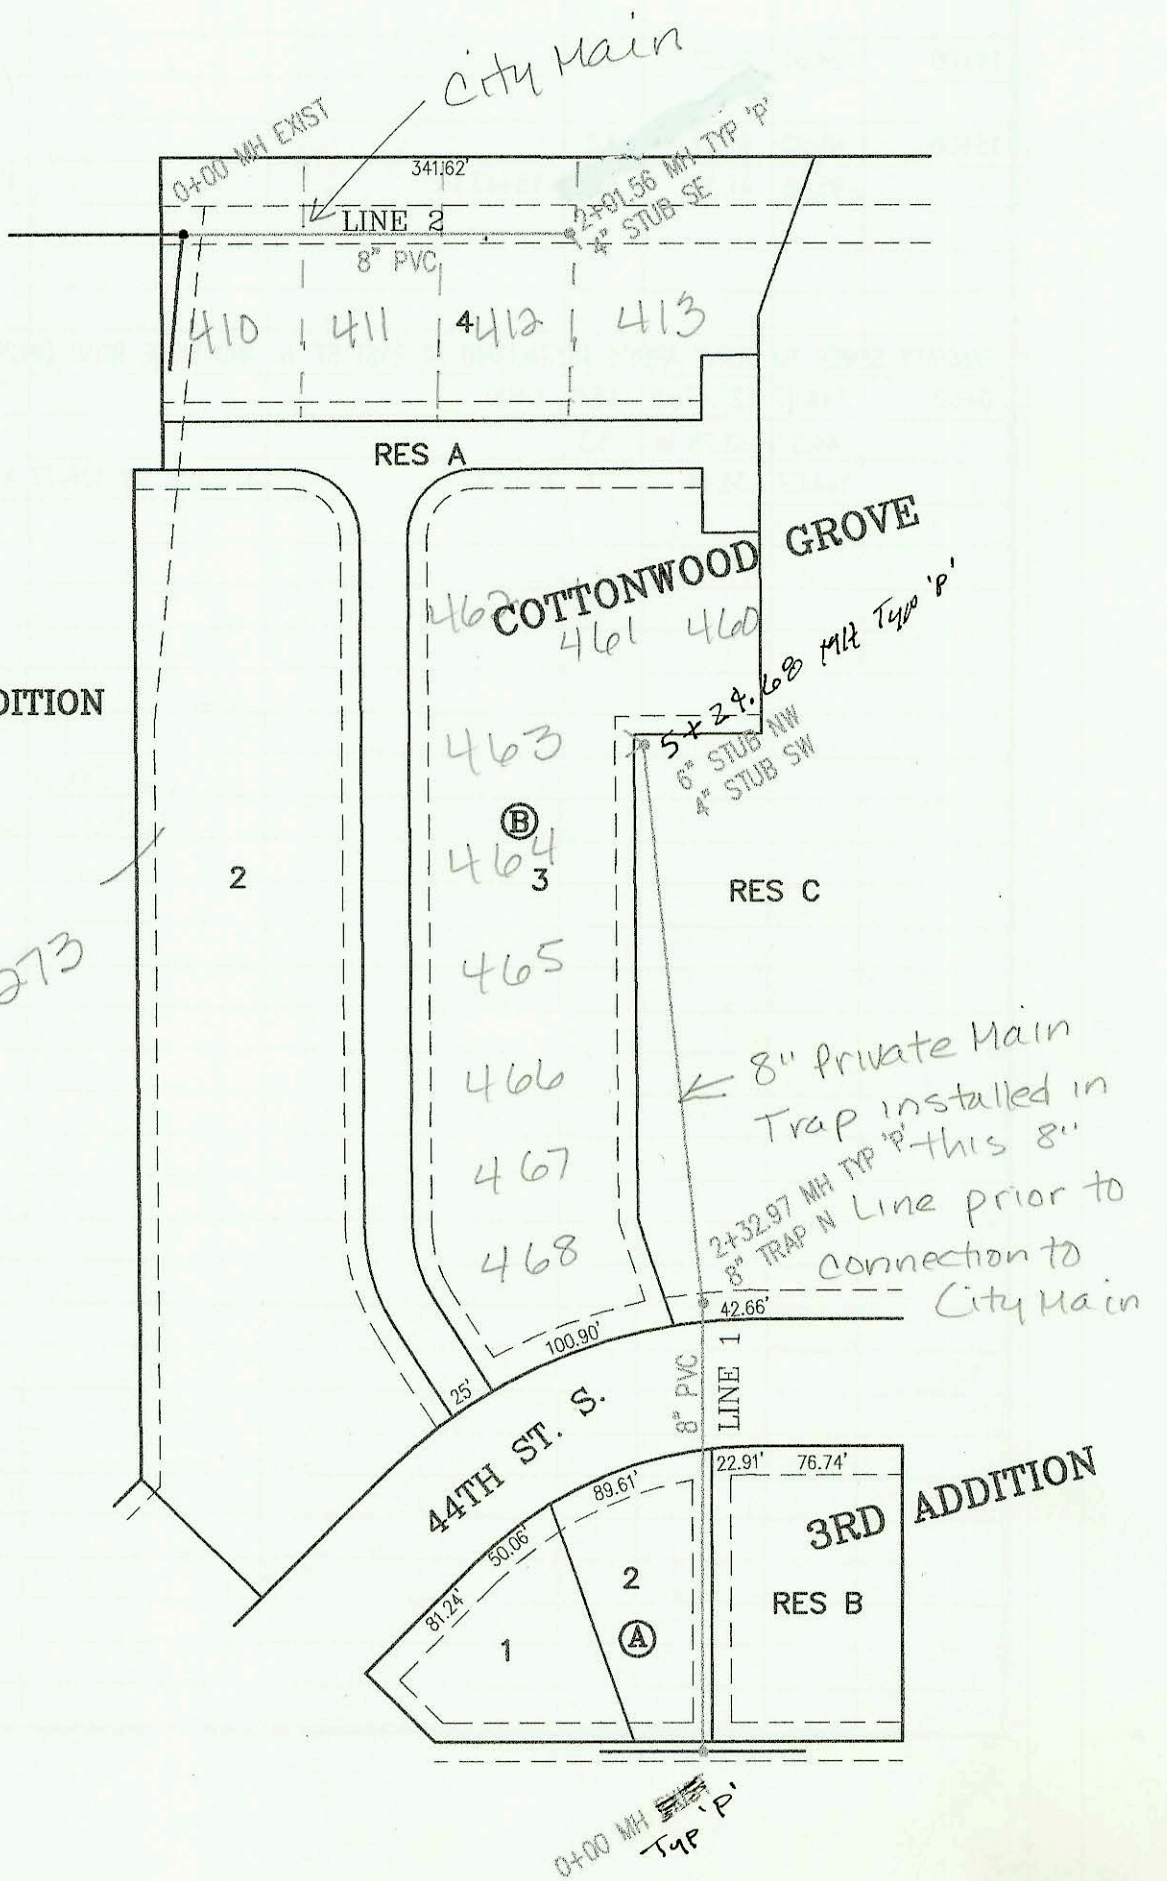 City Main
0+00 MH EXIST
341.62'
2+01.56 MH TYP 'P'
4" STUB SE
LINE 2
8" PVC
410
411
4
412
413
RES A
COTTONWOOD GROVE
462
461
460
DITION
5+24.68 MH Typ 'P'
6" STUB NW
4" STUB SW
463
B
464
2
3
RES C
273
465
466
467
468
8" Private Main
Trap installed in
this 8"
Line prior to
connection to
City Main
2+32.97 MH TYP 'P'
8" TRAP N
42.66'
100.90'
25'
8" PVC
LINE 1
44TH ST. S.
22.91'
76.74'
89.61'
50.06'
81.24'
3RD ADDITION
2
A
1
RES B
0+00 MH EXIST
Typ 'P'